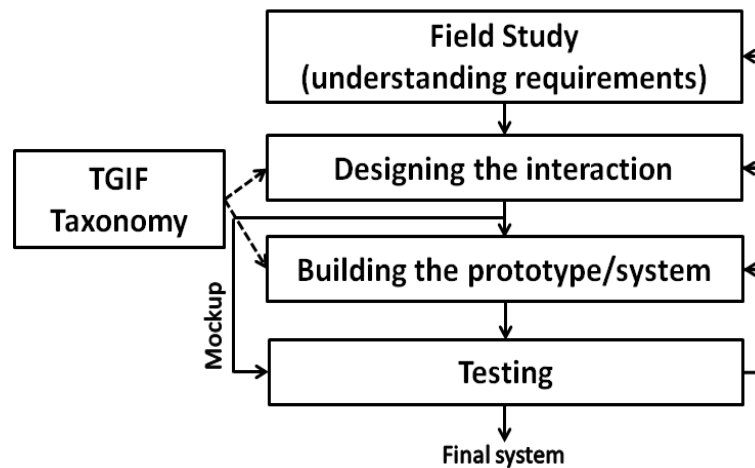 Field Study
(understanding requirements)
TGIF
Taxonomy
Designing the interaction
Building the prototype/system
Mockup
Testing
Final system